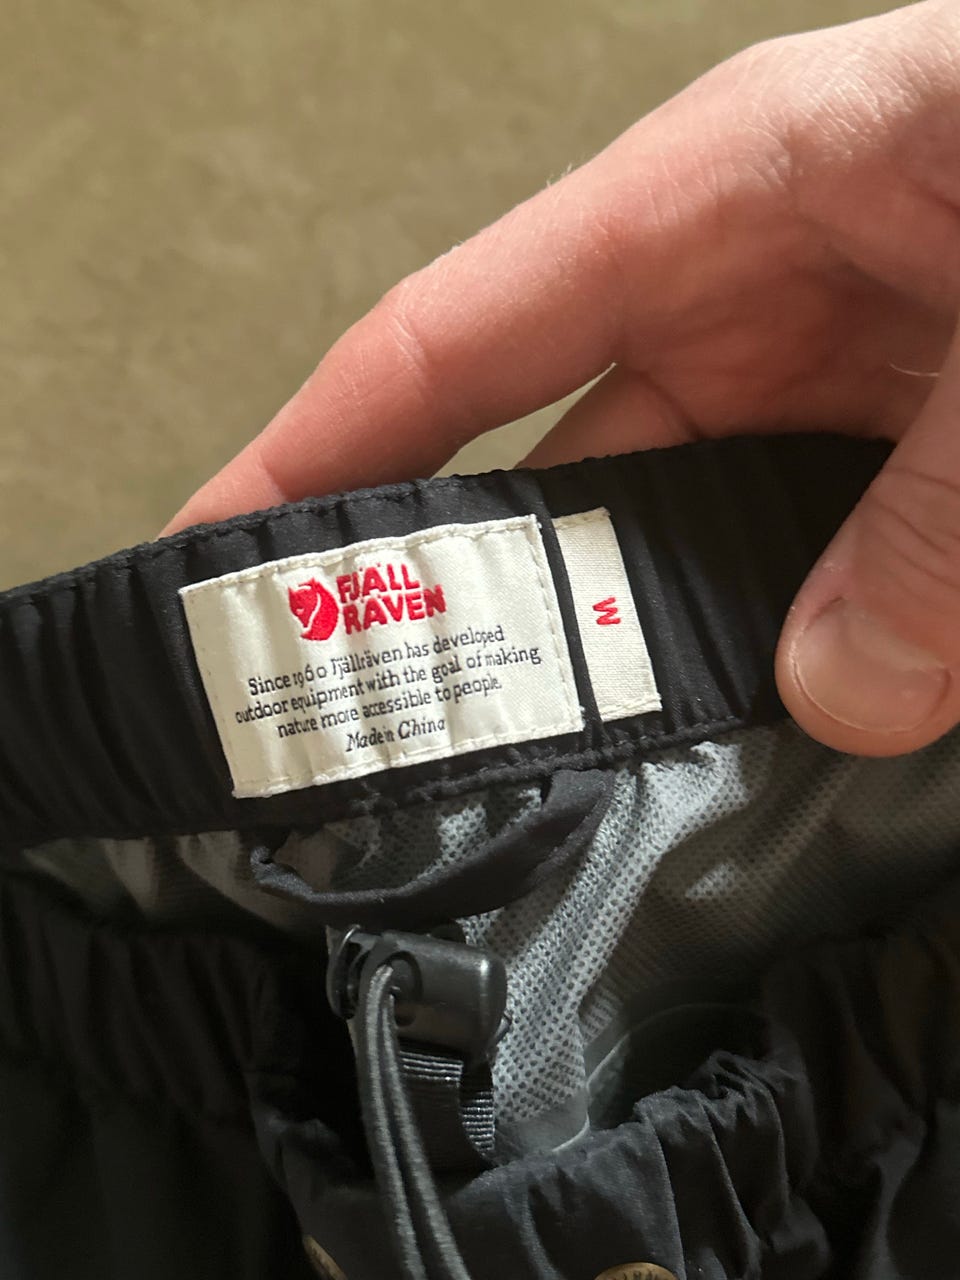 FJÄLL
RÄVEN
Since 1960 Fjällräven has developed
outdoor equipment with the goal of making
nature more accessible to people.
Made in China
M